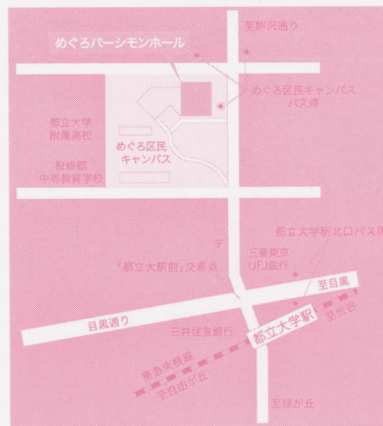 至駒沢通り
めぐろパーシモンホール
めぐろ区民キャンパス
バス停
都立大学
附属高校
めぐろ区民
キャンパス
桜修館
中等教育学校
都立大学駅北口バス停
〒
三菱東京
UFJ銀行
「都立大駅前」交差点
至目黒
目黒通り
三井住友銀行
都立大学駅
至渋谷
東急東横線
至自由が丘
至緑が丘